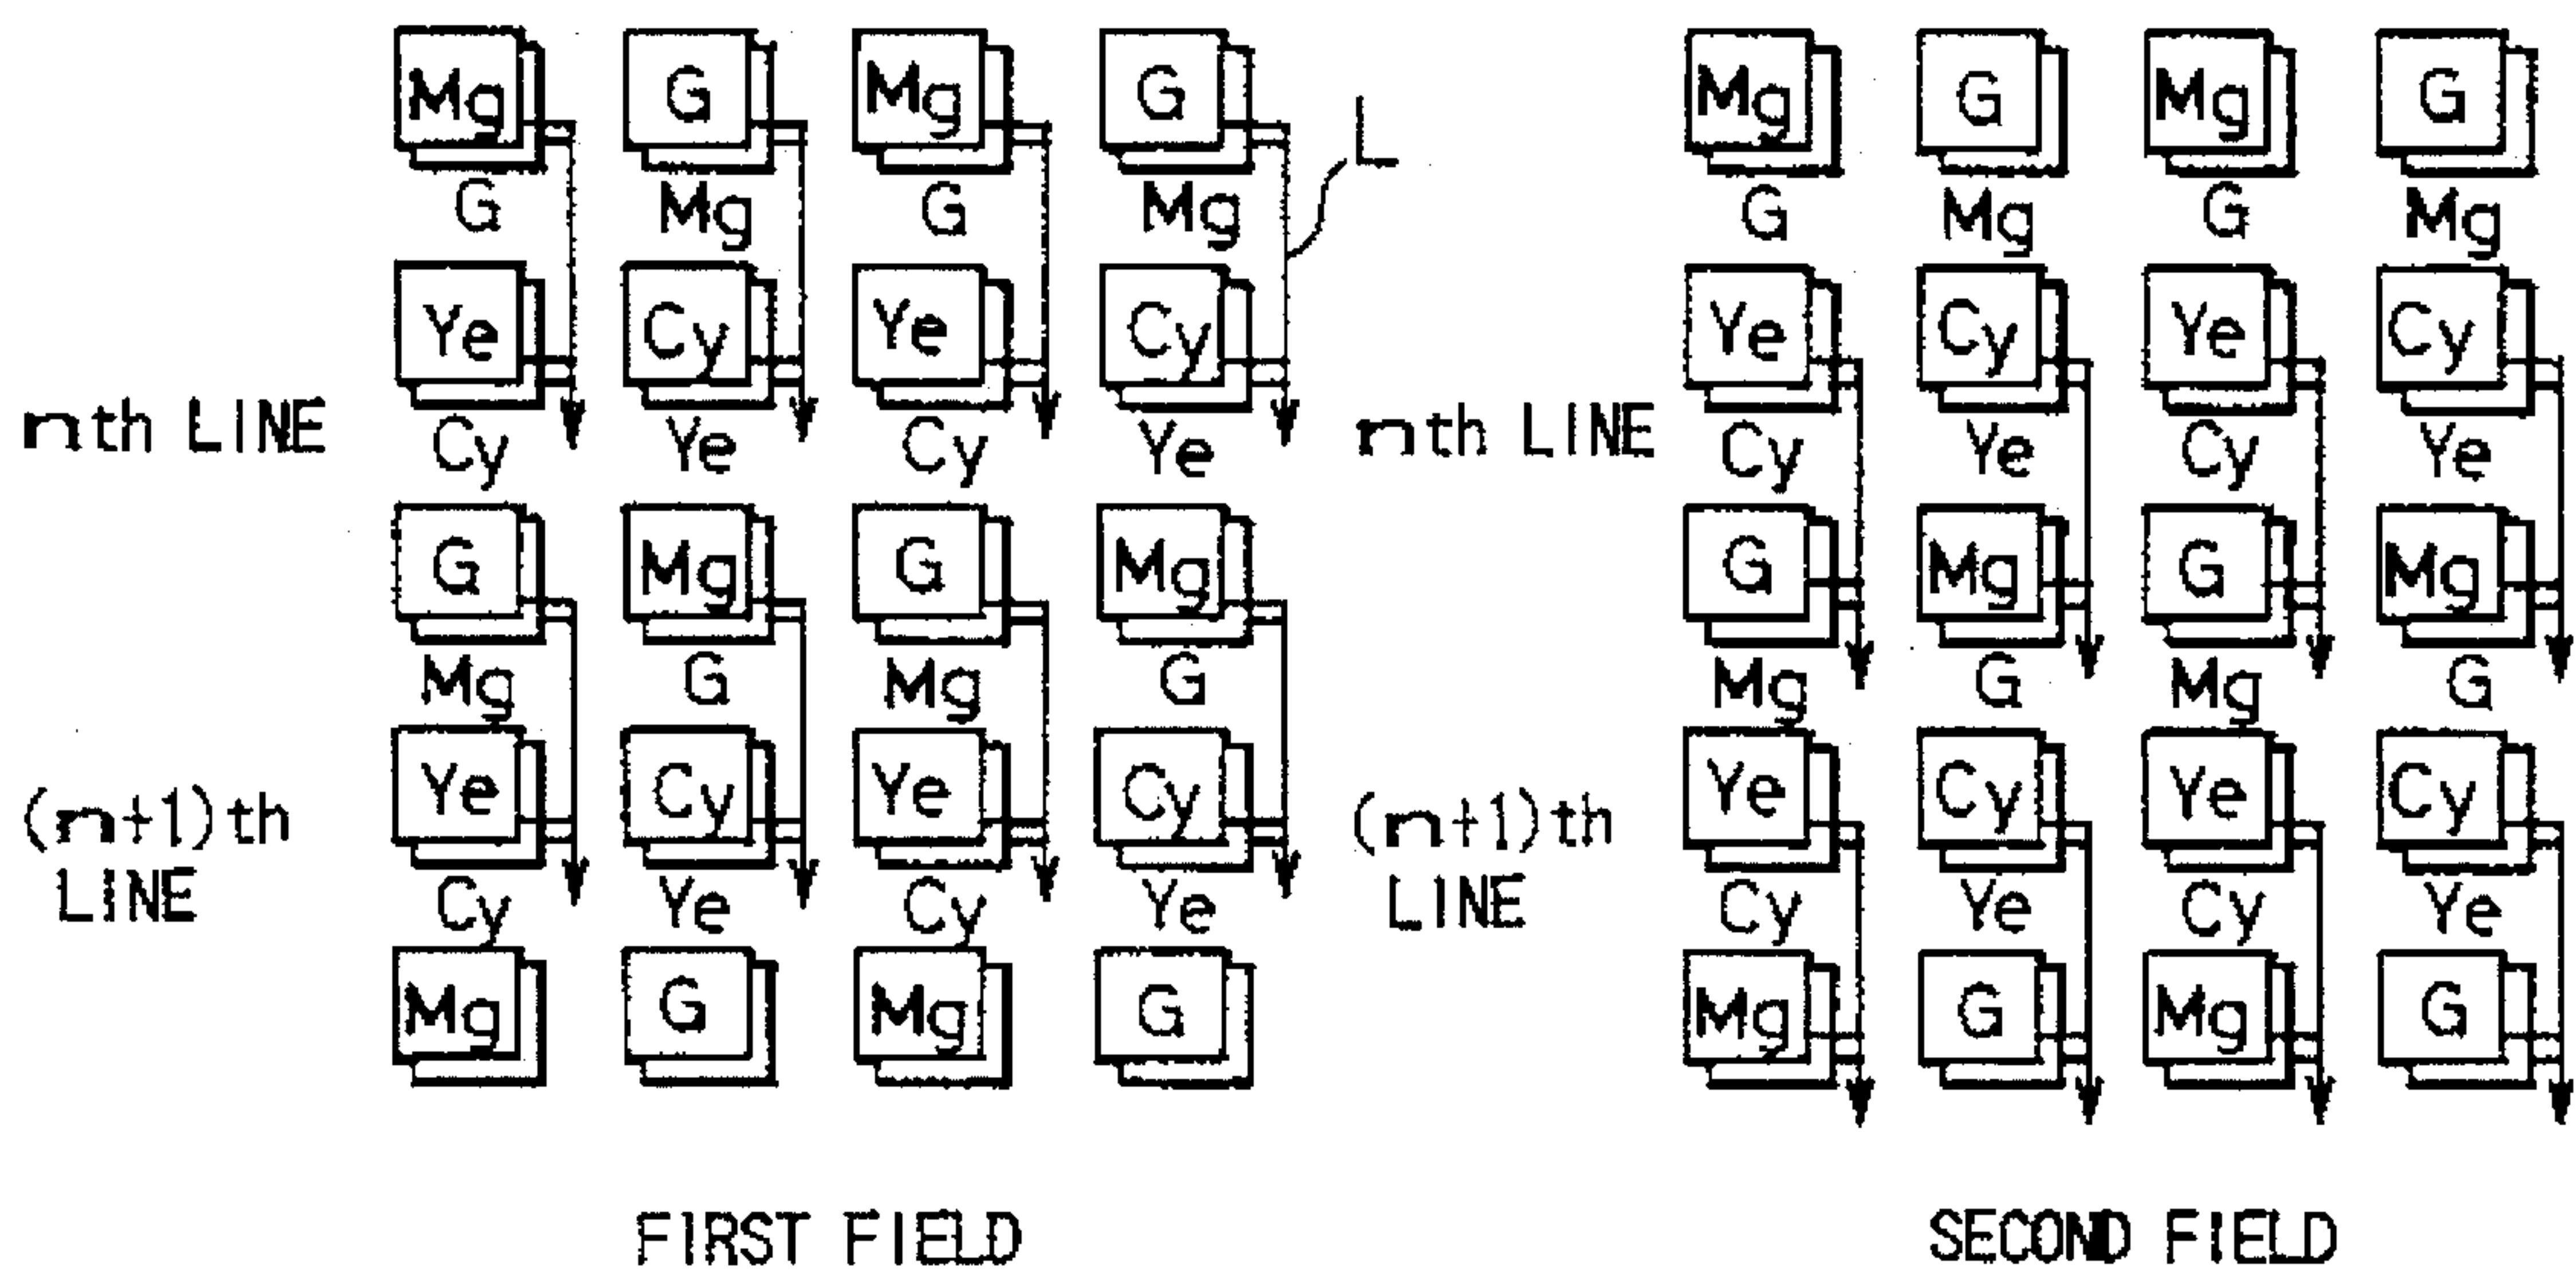 Mg G Mg G L Mg G Mg G
G Mg G Mg G Mg G Mg
Ye Cy Ye Cy Ye Cy Ye Cy
nth LINE Cy Ye Cy Ye nth LINE Cy Ye Cy Ye
G Mg G Mg G Mg G Mg
Mg G Mg G Mg G Mg G
Ye Cy Ye Cy Ye Cy Ye Cy
(n+1)th (n+1)th
LINE Cy Ye Cy Ye LINE Cy Ye Cy Ye
Mg G Mg G Mg G Mg G
FIRST FIELD SECOND FIELD